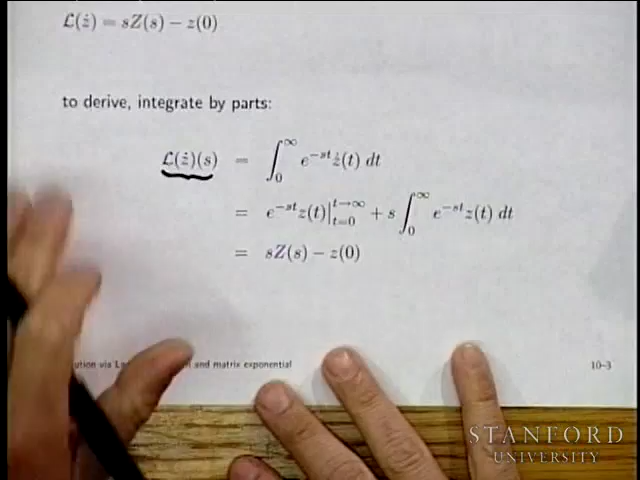 ℒ(ż) = sZ(s) − z(0)
to derive, integrate by parts:
ℒ(ż)(s) = ∫₀^∞ e^{−st} ż(t) dt
= e^{−st} z(t)|_{t=0}^{t→∞} + s ∫₀^∞ e^{−st} z(t) dt
= sZ(s) − z(0)
and matrix exponential 10–3
STANFORD
UNIVERSITY